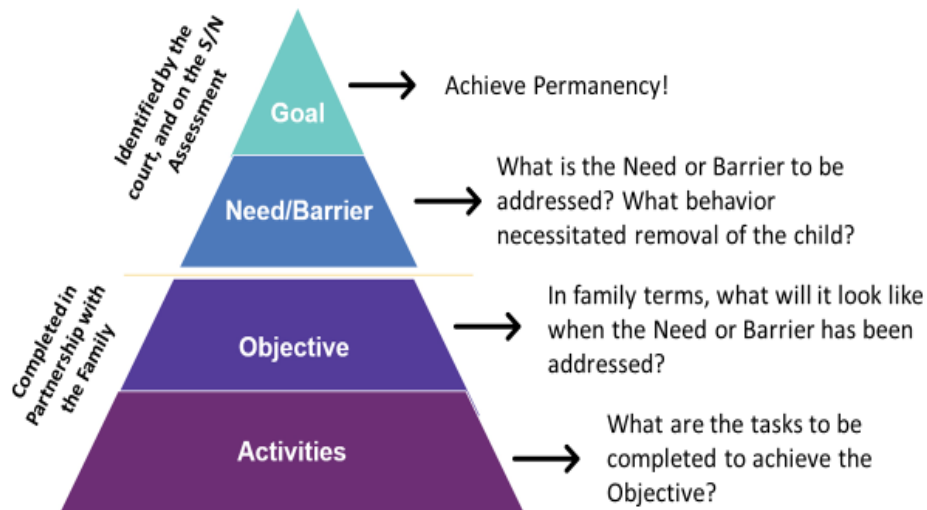 Identified by the
court, and on the S/N
Assessment
Goal
Achieve Permanency!
Need/Barrier
What is the Need or Barrier to be
addressed? What behavior
necessitated removal of the child?
Completed in
Partnership with
the Family
Objective
In family terms, what will it look like
when the Need or Barrier has been
addressed?
Activities
What are the tasks to be
completed to achieve the
Objective?